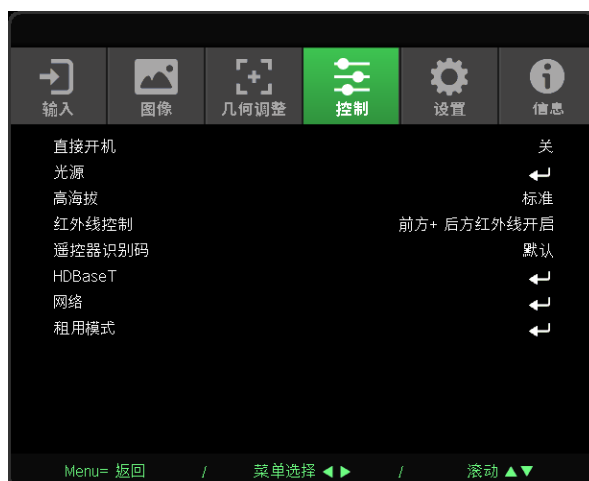 输入 图像 几何调整 控制 设置 信息
直接开机 关
光源
高海拔 标准
红外线控制 前方+ 后方红外线开启
遥控器识别码 默认
HDBaseT
网络
租用模式
Menu= 返回 / 菜单选择 ◀ ▶ / 滚动 ▲▼